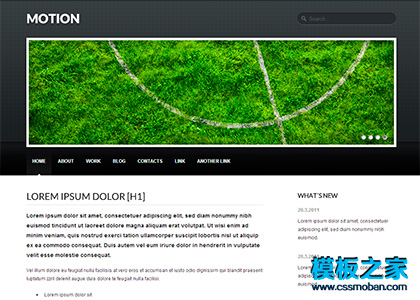 MOTION
Search
HOME ABOUT WORK BLOG CONTACTS LINK ANOTHER LINK
LOREM IPSUM DOLOR [H1]
Lorem ipsum dolor sit amet, consectetuer adipiscing elit, sed diam nonummy nibh
euismod tincidunt ut laoreet dolore magna aliquam erat volutpat. Ut wisi enim ad
minim veniam, quis nostrud exerci tation ullamcorper suscipit lobortis nisl ut aliquip
ex ea commodo consequat. Duis autem vel eum iriure dolor in hendrerit in vulputate
velit esse molestie consequat.
Vel illum dolore eu feugiat nulla facilisis at vero eros et accumsan et iusto odio dignissim qui blandit praesent
luptatum zzril delenit augue duis dolore te feugait nulla facilisi.
Lorem ipsum dolor sit
WHAT'S NEW
28.3.2011
Lorem ipsum dolor sit amet,
consectetuer adipiscing elit, sed diam
nonummy nibh euismod.
28.3.2011
模板之家
www.cssmoban.com